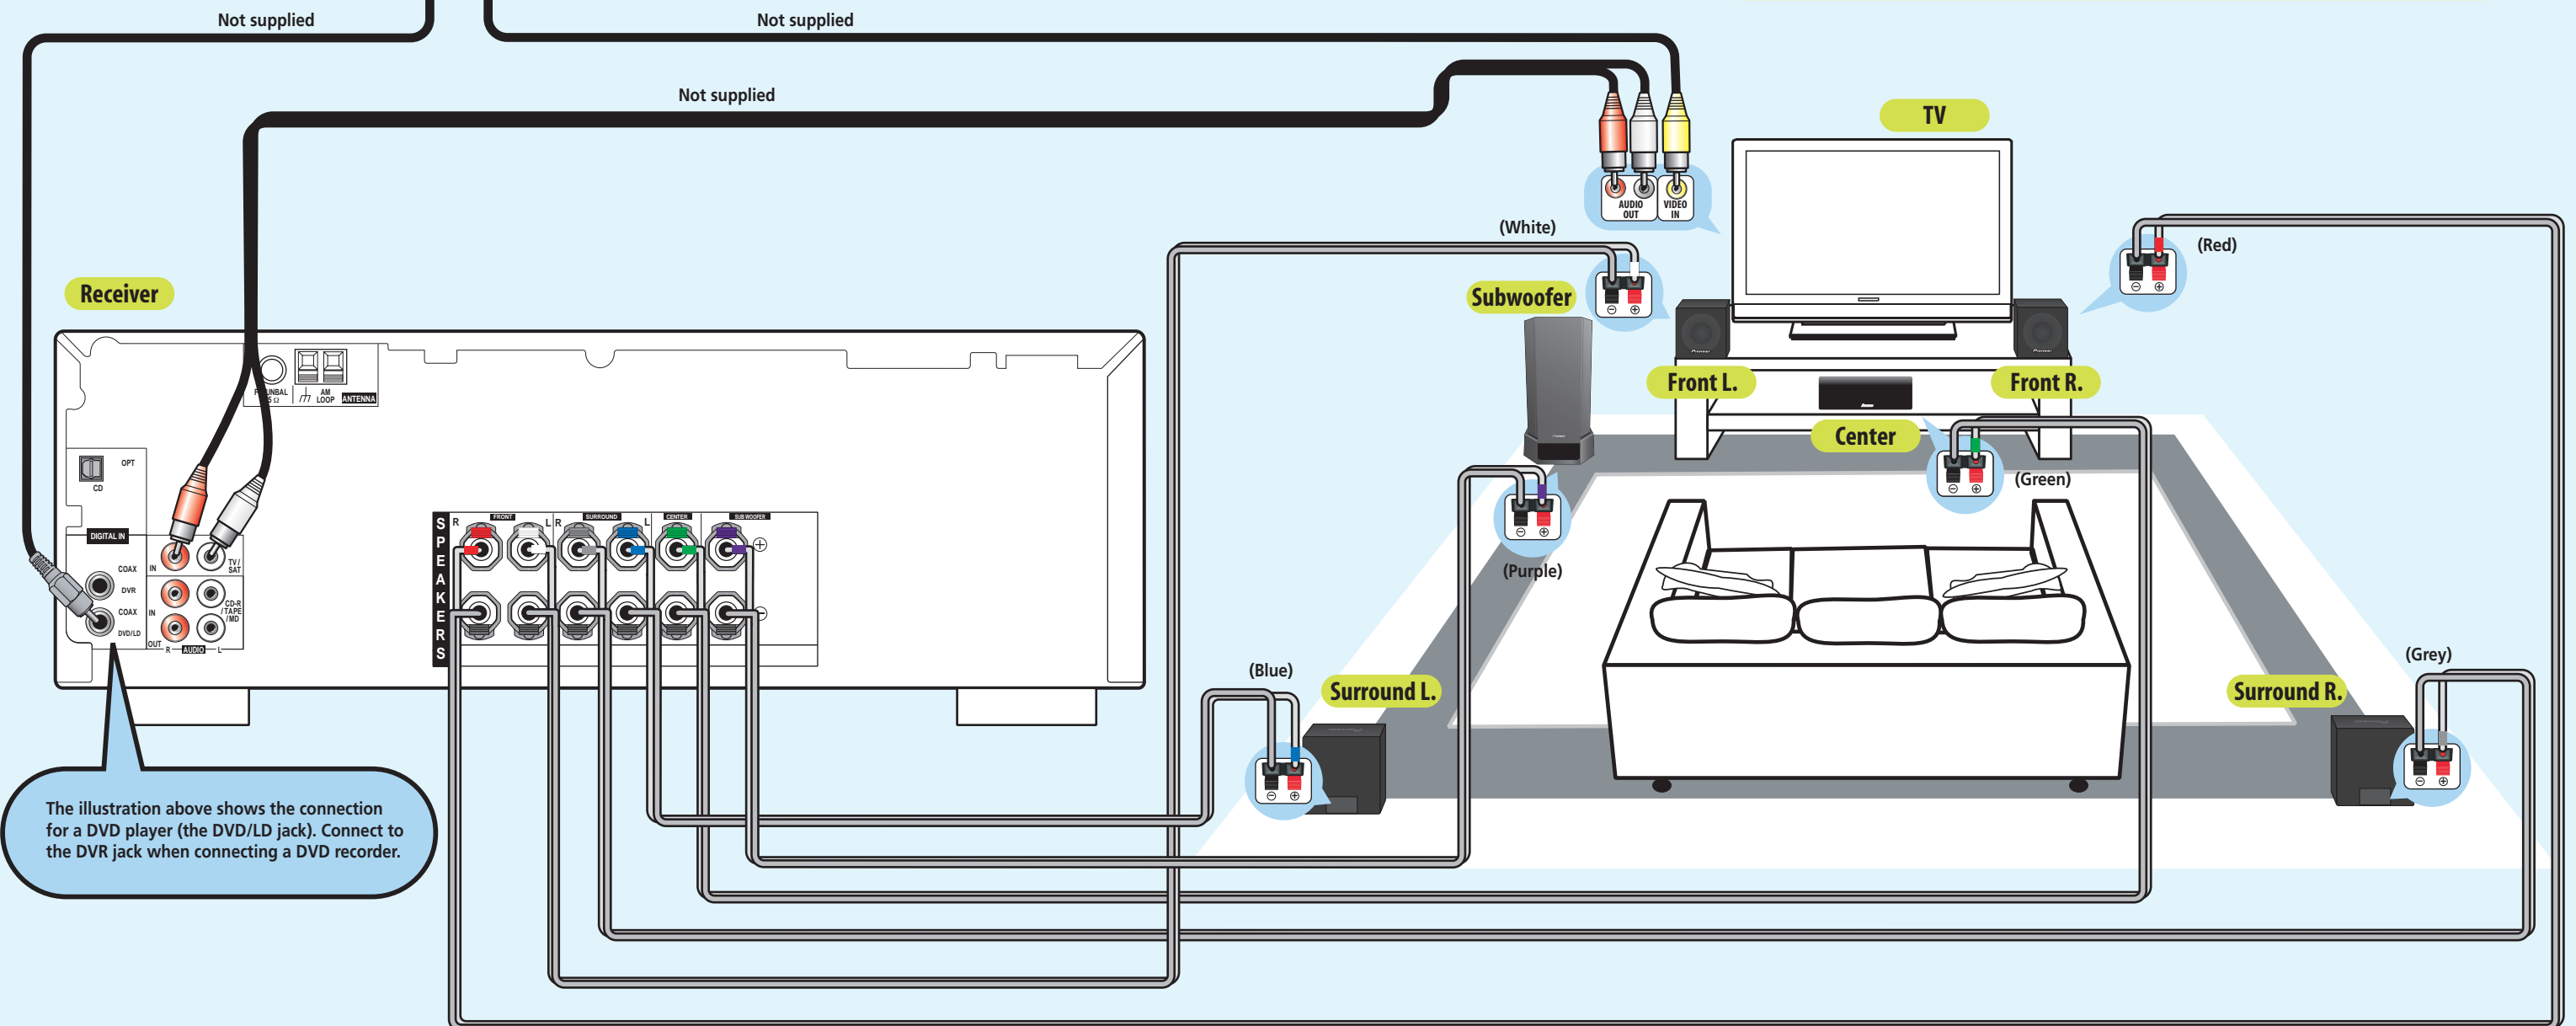 Not supplied
Not supplied
Not supplied
TV
AUDIO OUT
VIDEO IN
(White)
(Red)
Receiver
Subwoofer
Front L.
Front R.
Center
(Green)
(Purple)
AM LOOP
ANTENNA
OPT
CD
DIGITAL IN
COAX
DVR
COAX
DVD/LD
IN
TV / SAT
IN
CD-R / TAPE / MD
OUT
R AUDIO L
SPEAKERS
R FRONT L
R SURROUND L
CENTER
SUB WOOFER
(Blue)
Surround L.
(Grey)
Surround R.
The illustration above shows the connection
for a DVD player (the DVD/LD jack). Connect to
the DVR jack when connecting a DVD recorder.